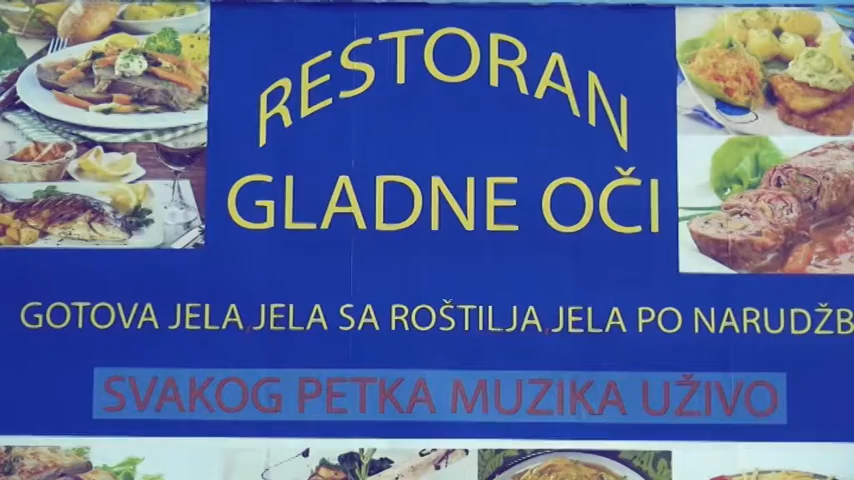 RESTORAN
GLADNE OČI
GOTOVA JELA,JELA SA ROŠTILJA,JELA PO NARUDŽB
SVAKOG PETKA MUZIKA UŽIVO